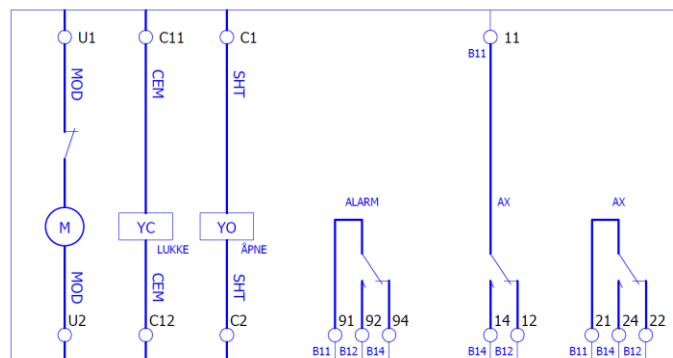 U1 C11 C1 11
B11
MOD CEM SHT
ALARM AX AX
M YC YO
LUKKE ÅPNE
MOD CEM SHT
U2 C12 C2 91 92 94 14 12 21 24 22
B11 B12 B14 B14 B12 B11 B14 B12